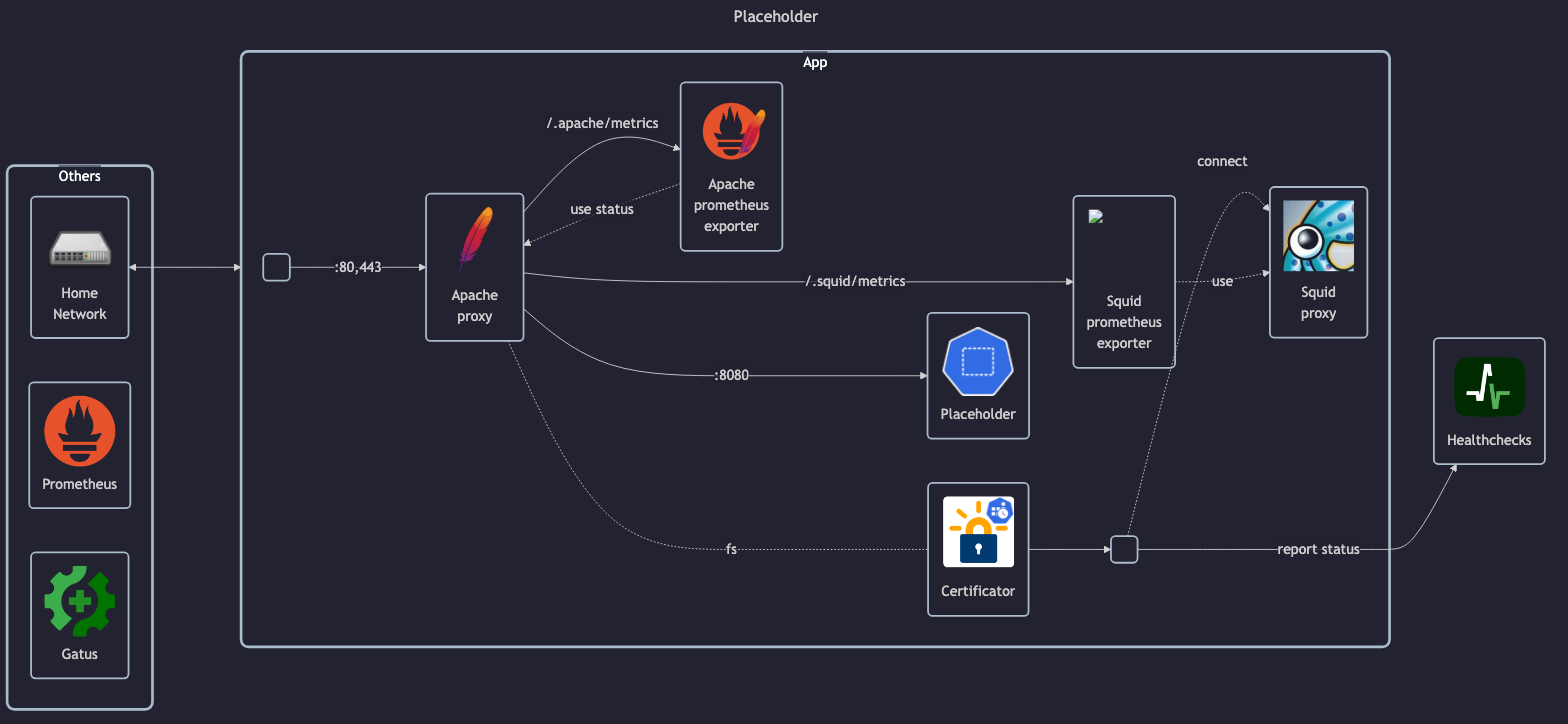 Placeholder
App
Others
Home
Network
Prometheus
Gatus
:80,443
Apache
proxy
/.apache/metrics
use status
Apache
prometheus
exporter
/.squid/metrics
:8080
fs
Placeholder
Certificator
Squid
prometheus
exporter
connect
use
Squid
proxy
report status
Healthchecks